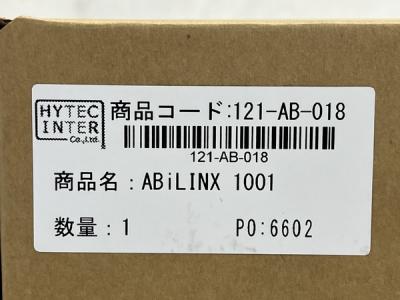 HYTEC
INTER
Co.,Ltd.
商品コード:121-AB-018
121-AB-018
商品名：ABiLINX 1001
数量：1 PO:6602